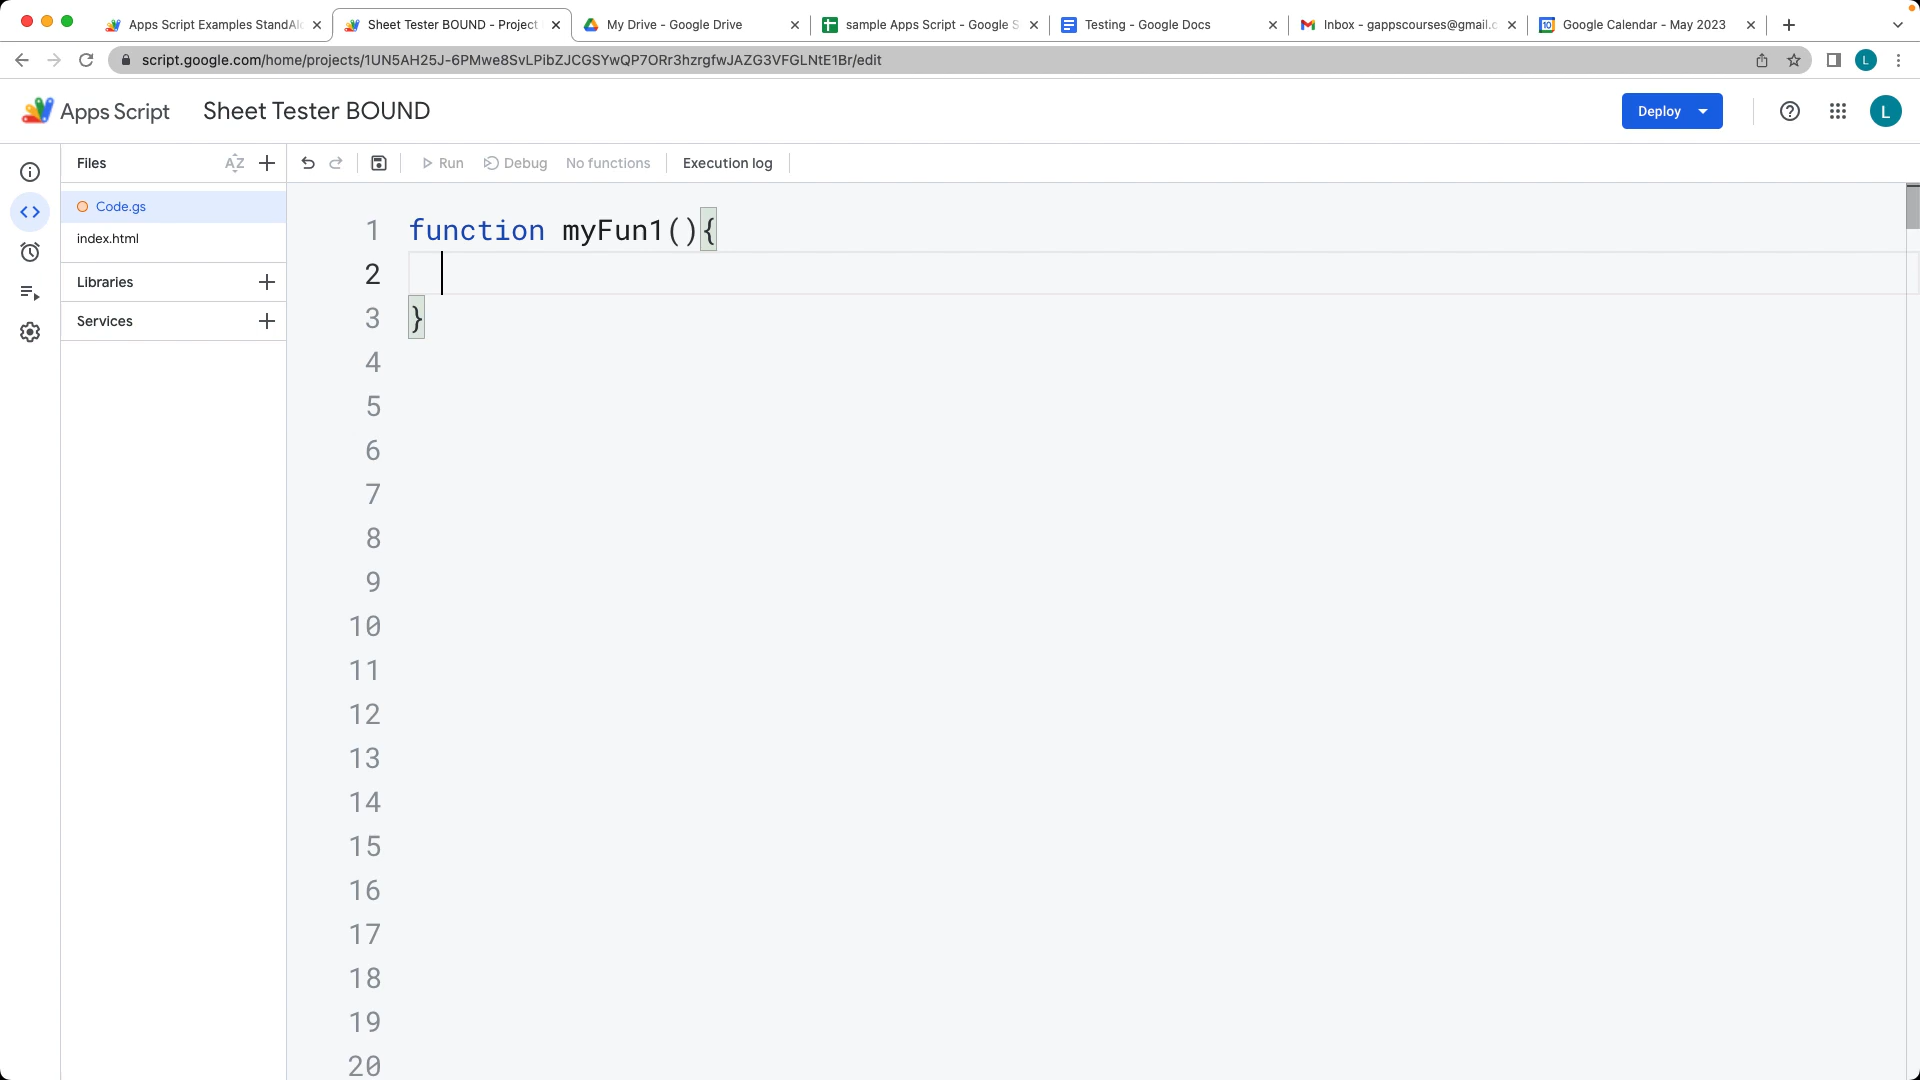 Apps Script Examples StandAl
Sheet Tester BOUND - Project
My Drive - Google Drive
sample Apps Script - Google S
Testing - Google Docs
Inbox - gappscourses@gmail.c
10
Google Calendar - May 2023
script.google.com/home/projects/1UN5AH25J-6PMwe8SvLPibZJCGSYwQP7ORr3hzrgfwJAZG3VFGLNtE1Br/edit
L
Apps Script
Sheet Tester BOUND
Deploy
L
Files
AZ
Run
Debug
No functions
Execution log
Code.gs
index.html
Libraries
Services
1 function myFun1(){
2
3 }
4
5
6
7
8
9
10
11
12
13
14
15
16
17
18
19
20